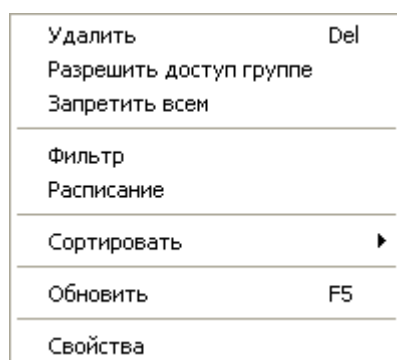 Удалить Del
Разрешить доступ группе
Запретить всем
Фильтр
Расписание
Сортировать
Обновить F5
Свойства